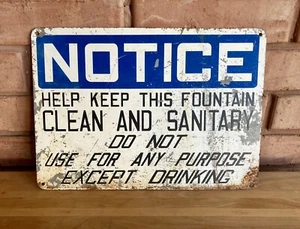 NOTICE
HELP KEEP THIS FOUNTAIN
CLEAN AND SANITARY
DO NOT
USE FOR ANY PURPOSE
EXCEPT DRINKING